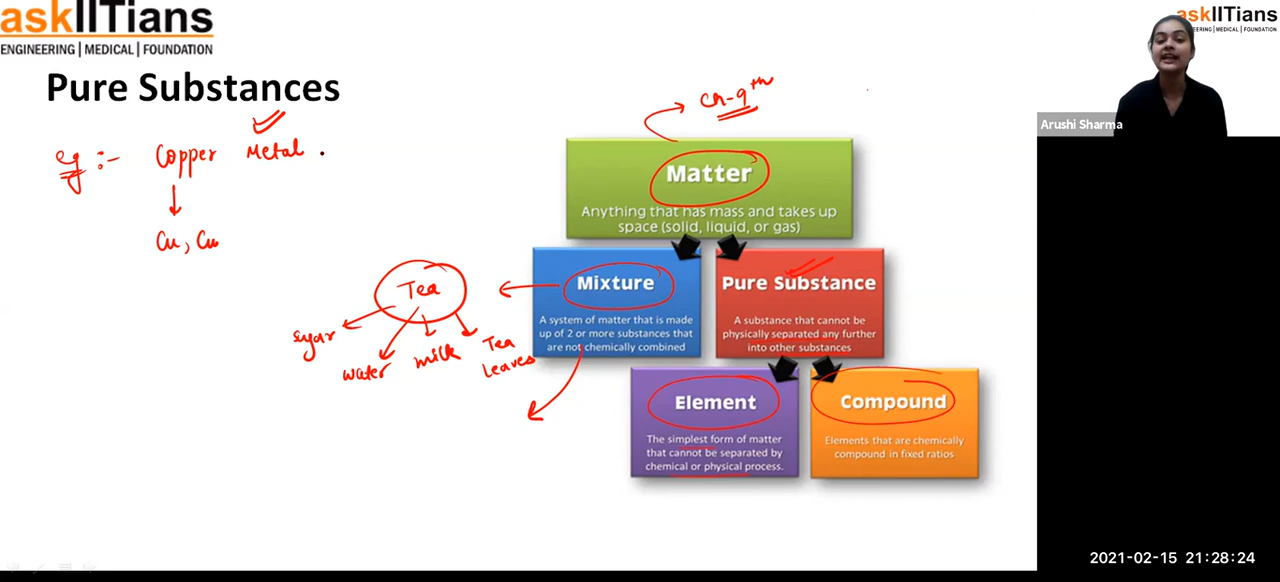 askIITians
ENGINEERING | MEDICAL | FOUNDATION
askIITians
ENGINEERING | MEDICAL | FOUNDATION
Arushi Sharma
Pure Substances
eg :- Copper Metal .
Cu, Cu
Ch-9th
Matter
Anything that has mass and takes up
space (solid, liquid, or gas)
Mixture
A system of matter that is made
up of 2 or more substances that
are not chemically combined
Pure Substance
A substance that cannot be
physically separated any further
into other substances
Tea
sugar
water
milk
Tea
leaves
Element
The simplest form of matter
that cannot be separated by
chemical or physical process.
Compound
Elements that are chemically
compound in fixed ratios
2021-02-15 21:28:24